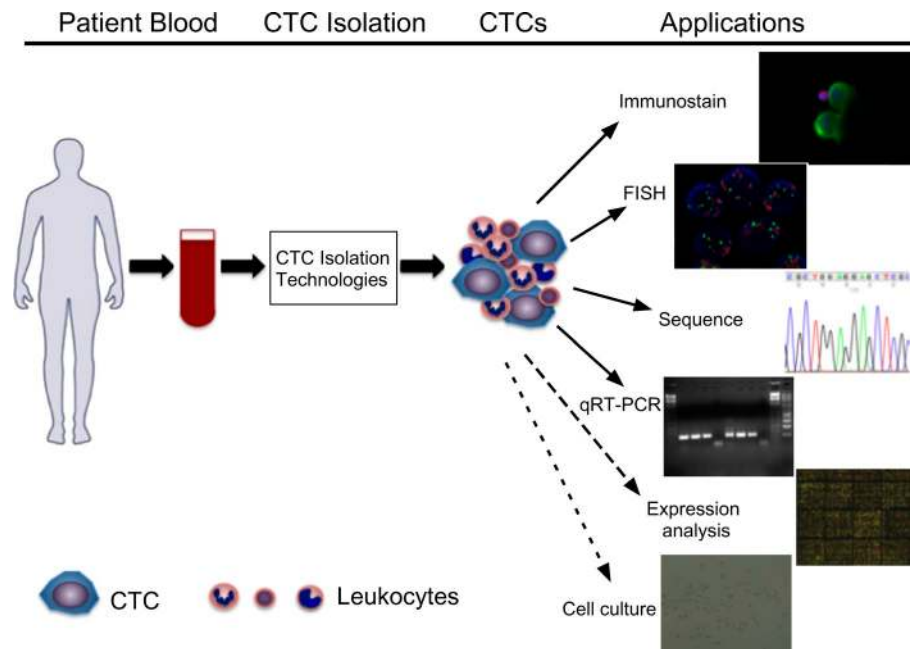 Patient Blood CTC Isolation CTCs Applications
Immunostain
FISH
CTC Isolation
Technologies
Sequence
qRT-PCR
Expression
analysis
Cell culture
CTC
Leukocytes